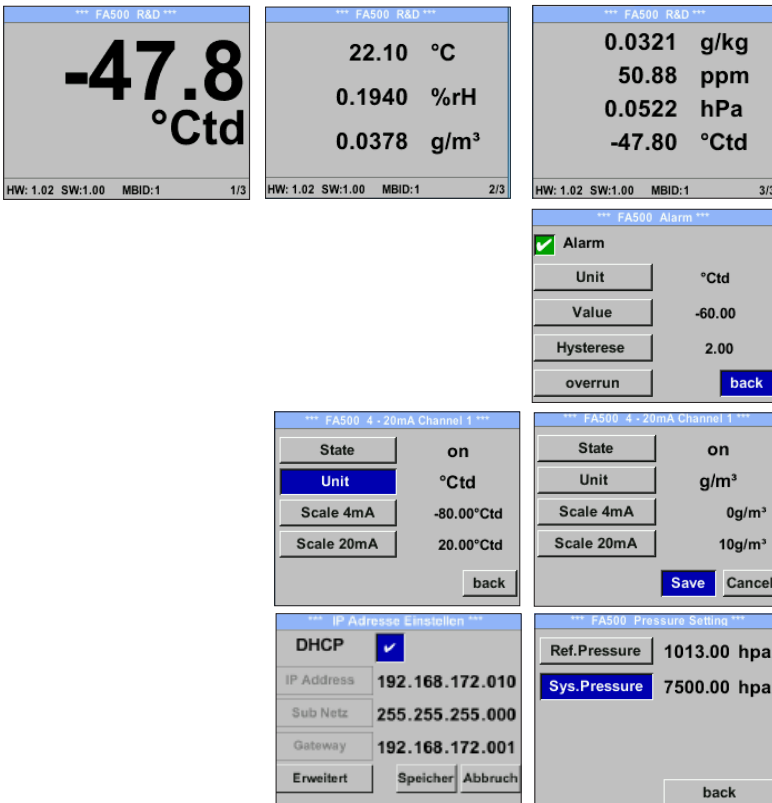 *** FA500 R&D ***
-47.8
°Ctd
HW: 1.02 SW:1.00 MBID:1 1/3
*** FA500 R&D ***
22.10 °C
0.1940 %rH
0.0378 g/m³
HW: 1.02 SW:1.00 MBID:1 2/3
*** FA500 R&D ***
0.0321 g/kg
50.88 ppm
0.0522 hPa
-47.80 °Ctd
HW: 1.02 SW:1.00 MBID:1 3/3
*** FA500 Alarm ***
✔ Alarm
Unit °Ctd
Value -60.00
Hysterese 2.00
overrun back
*** FA500 4 - 20mA Channel 1 ***
State on
Unit °Ctd
Scale 4mA -80.00°Ctd
Scale 20mA 20.00°Ctd
back
*** FA500 4 - 20mA Channel 1 ***
State on
Unit g/m³
Scale 4mA 0g/m³
Scale 20mA 10g/m³
Save Cancel
*** IP Adresse Einstellen ***
DHCP ✔
IP Address 192.168.172.010
Sub Netz 255.255.255.000
Gateway 192.168.172.001
Erweitert Speicher Abbruch
*** FA500 Pressure Setting ***
Ref.Pressure 1013.00 hpa
Sys.Pressure 7500.00 hpa
back